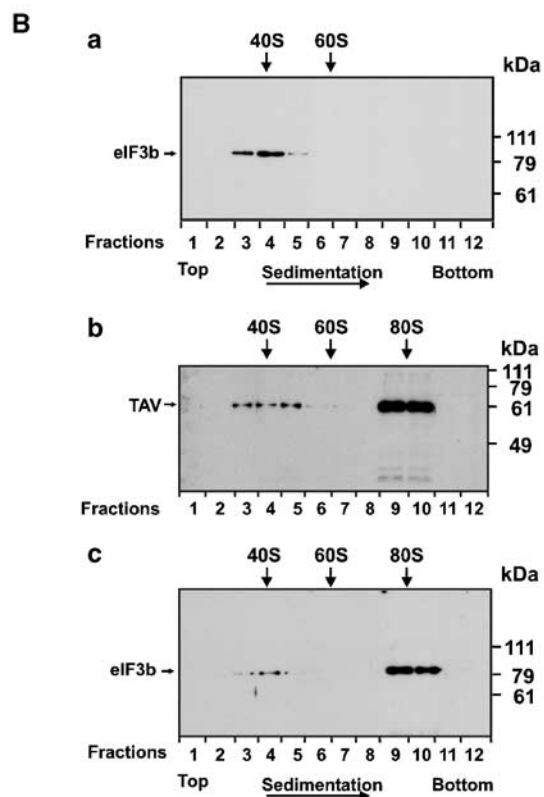 B
a
40S 60S
kDa
eIF3b
111
79
61
Fractions 1 2 3 4 5 6 7 8 9 10 11 12
Top Sedimentation Bottom
b
40S 60S 80S
kDa
111
79
TAV
61
49
Fractions 1 2 3 4 5 6 7 8 9 10 11 12
c
40S 60S 80S
kDa
111
eIF3b
79
61
Fractions 1 2 3 4 5 6 7 8 9 10 11 12
Top Sedimentation Bottom